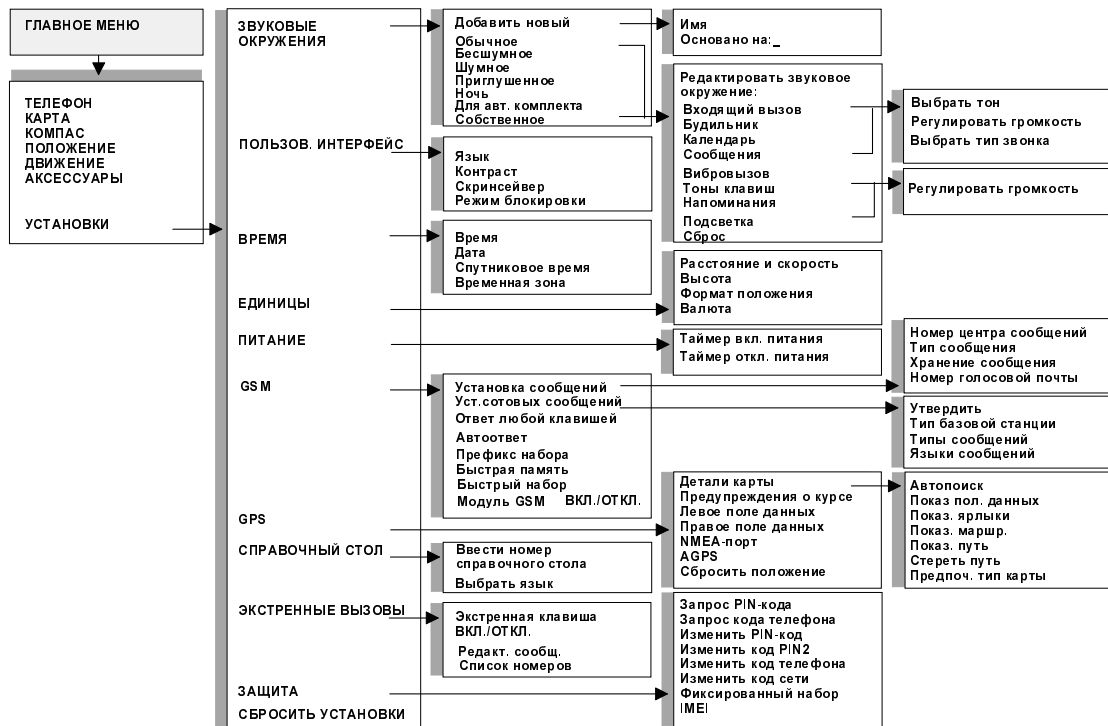 ГЛАВНОЕ МЕНЮ
ТЕЛЕФОН
КАРТА
КОМПАС
ПОЛОЖЕНИЕ
ДВИЖЕНИЕ
АКСЕССУАРЫ
УСТАНОВКИ
ЗВУКОВЫЕ
ОКРУЖЕНИЯ
ПОЛЬЗОВ. ИНТЕРФЕЙС
ВРЕМЯ
ЕДИНИЦЫ
ПИТАНИЕ
GSM
GPS
СПРАВОЧНЫЙ СТОЛ
ЭКСТРЕННЫЕ ВЫЗОВЫ
ЗАЩИТА
СБРОСИТЬ УСТАНОВКИ
Добавить новый
Обычное
Бесшумное
Шумное
Приглушенное
Ночь
Для авт. комплекта
Собственное
Язык
Контраст
Скринсейвер
Режим блокировки
Время
Дата
Спутниковое время
Временная зона
Установка сообщений
Уст.сотовых сообщений
Ответ любой клавишей
Автоответ
Префикс набора
Быстрая память
Быстрый набор
Модуль GSM ВКЛ./ОТКЛ.
Ввести номер
справочного стола
Выбрать язык
Экстренная клавиша
ВКЛ./ОТКЛ.
Редакт. сообщ.
Список номеров
Имя
Основано на:_
Редактировать звуковое
окружение:
Входящий вызов
Будильник
Календарь
Сообщения
Вибровызов
Тоны клавиш
Напоминания
Подсветка
Сброс
Расстояние и скорость
Высота
Формат положения
Валюта
Таймер вкл. питания
Таймер откл. питания
Детали карты
Предупреждения о курсе
Левое поле данных
Правое поле данных
NMEA-порт
AGPS
Сбросить положение
Запрос PIN-кода
Запрос кода телефона
Изменить PIN-код
Изменить код PIN2
Изменить код телефона
Изменить код сети
Фиксированный набор
IMEI
Выбрать тон
Регулировать громкость
Выбрать тип звонка
Регулировать громкость
Номер центра сообщений
Тип сообщения
Хранение сообщения
Номер голосовой почты
Утвердить
Тип базовой станции
Типы сообщений
Языки сообщений
Автопоиск
Показ пол. данных
Показ. ярлыки
Показ. маршр.
Показ. путь
Стереть путь
Предпоч. тип карты